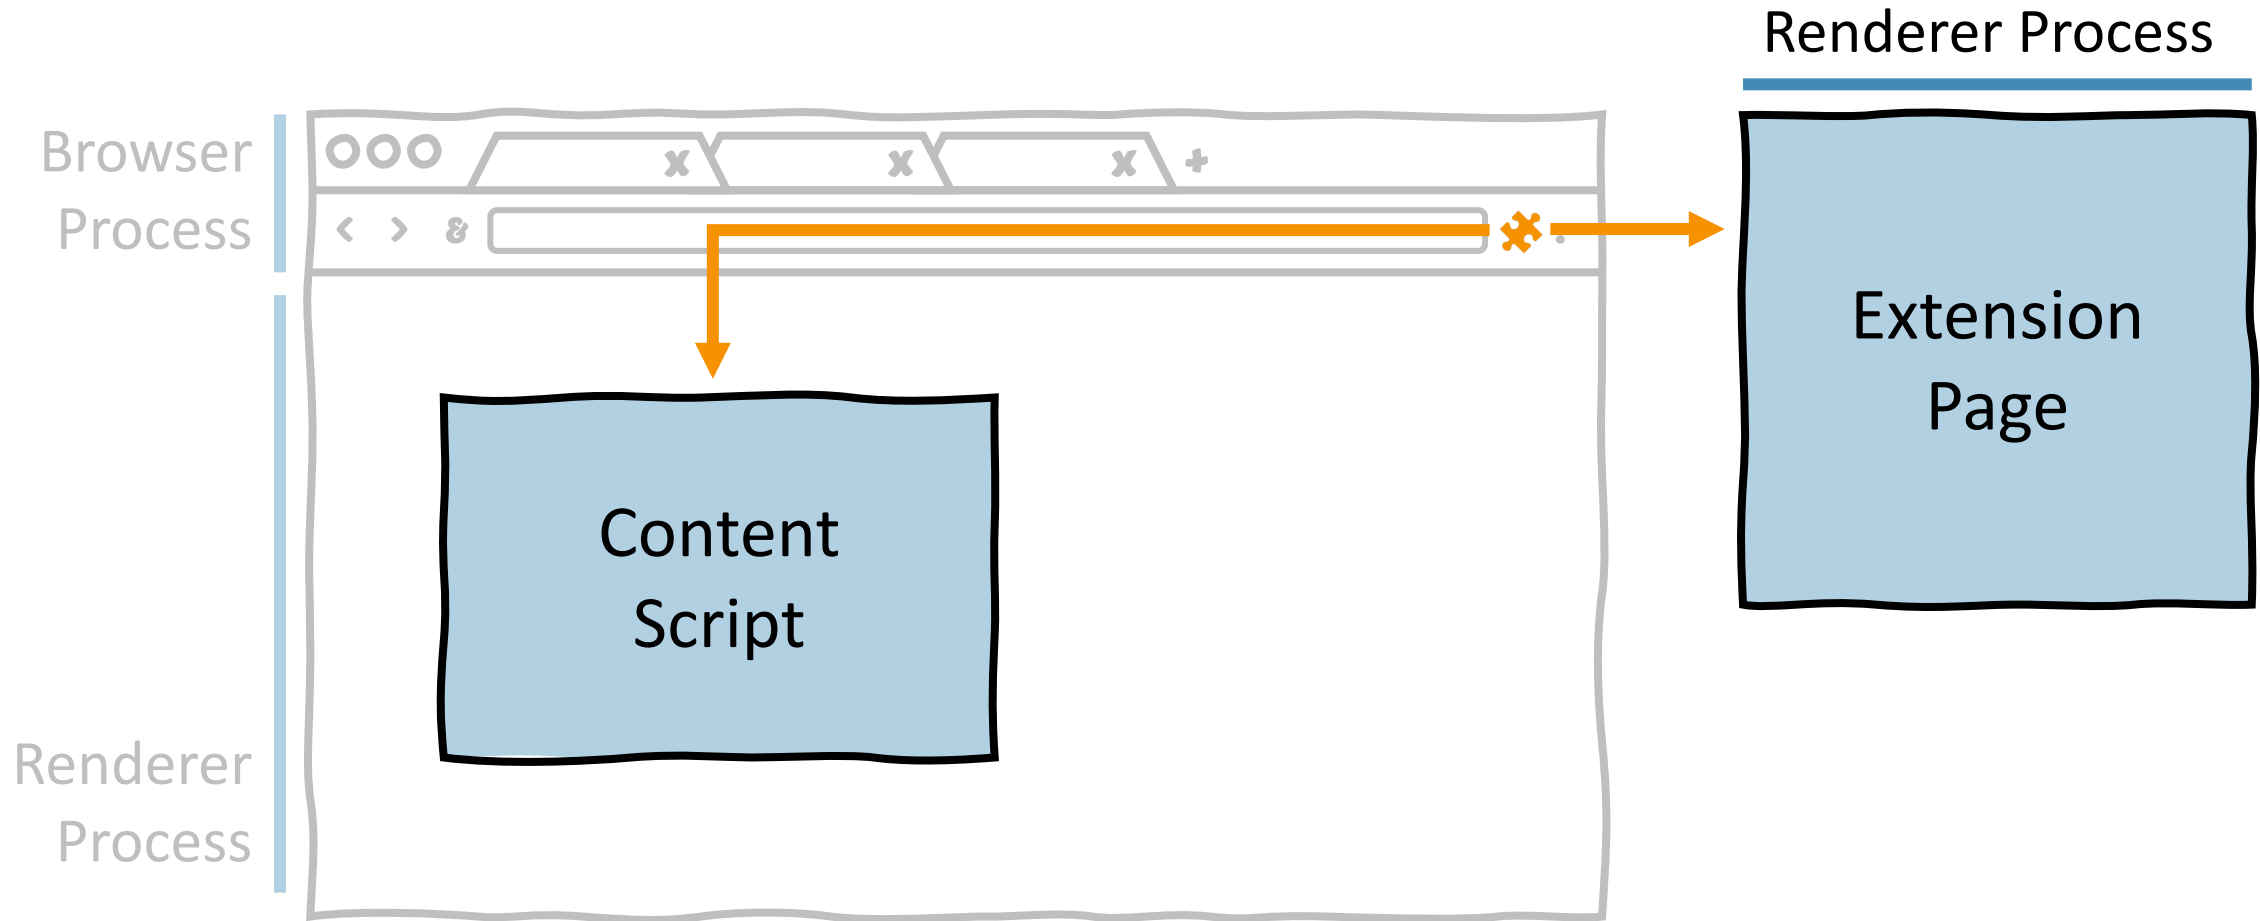 Renderer Process
Browser
Process
x
x
x
+
< > &
.
Extension
Page
Content
Script
Renderer
Process